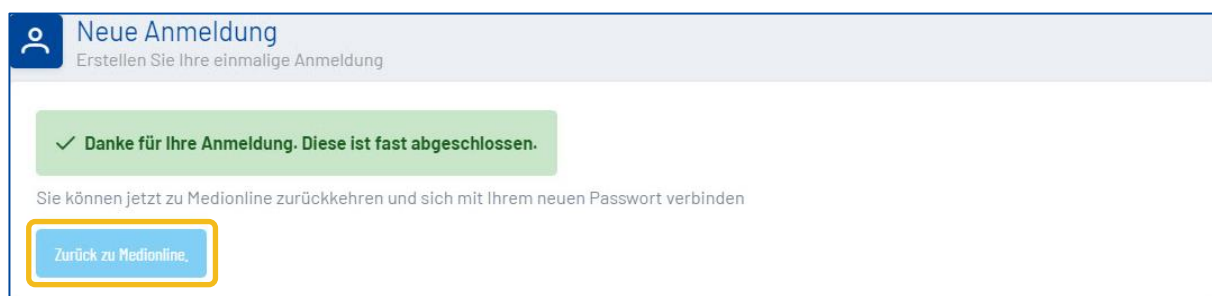 Neue Anmeldung
Erstellen Sie Ihre einmalige Anmeldung
Danke für Ihre Anmeldung. Diese ist fast abgeschlossen.
Sie können jetzt zu Medionline zurückkehren und sich mit Ihrem neuen Passwort verbinden
Zurück zu Medionline.